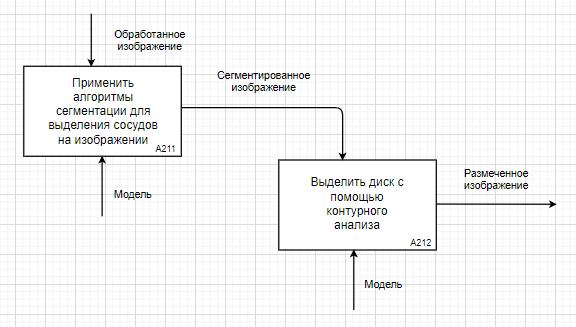 Обработанное
изображение
Применить
алгоритмы
сегментации для
выделения сосудов
на изображении
A211
Сегментированное
изображение
Модель
Выделить диск с
помощью
контурного
анализа
A212
Размеченное
изображение
Модель